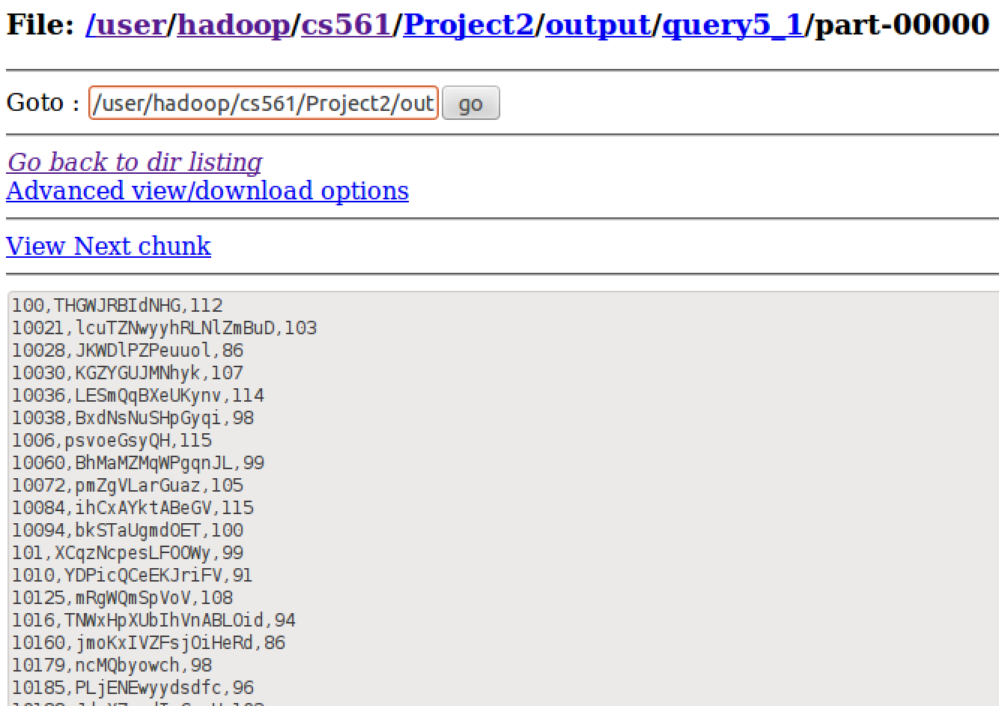 File: /user/hadoop/cs561/Project2/output/query5_1/part-00000
Goto : /user/hadoop/cs561/Project2/out go
Go back to dir listing
Advanced view/download options
View Next chunk
100,THGWJRBIdNHG,112
10021,lcuTZNwyyhRLNlZmBuD,103
10028,JKWDlPZPeuuol,86
10030,KGZYGUJMNhyk,107
10036,LESmQqBXeUKynv,114
10038,BxdNsNuSHpGyqi,98
1006,psvoeGsyQH,115
10060,BhMaMZMqWPgqnJL,99
10072,pmZgVLarGuaz,105
10084,ihCxAYktABeGV,115
10094,bkSTaUgmdOET,100
101,XCqzNcpesLFOOWy,99
1010,YDPicQCeEKJriFV,91
10125,mRgWQmSpVoV,108
1016,TNWxHpXUbIhVnABLOid,94
10160,jmoKxIVZFsjOiHeRd,86
10179,ncMQbyowch,98
10185,PLjENEwyydsdfc,96